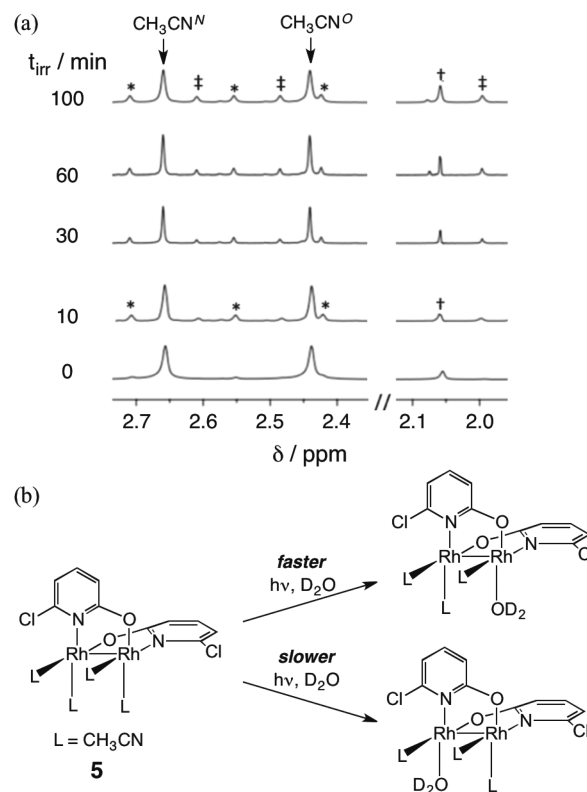 (a)
CH₃CNᴺ CH₃CNᴼ
t_irr / min
* ‡ * ‡ * † ‡
100
60
30
* * * †
10
0
2.7 2.6 2.5 2.4 // 2.1 2.0
δ / ppm
(b)
Cl N O O N Cl
Rh Rh
L L L L
L = CH₃CN
5
faster
hν, D₂O
slower
hν, D₂O
Cl N O O N Cl
Rh Rh
L L
L OD₂
Cl N O O N Cl
Rh Rh
L L
D₂O L